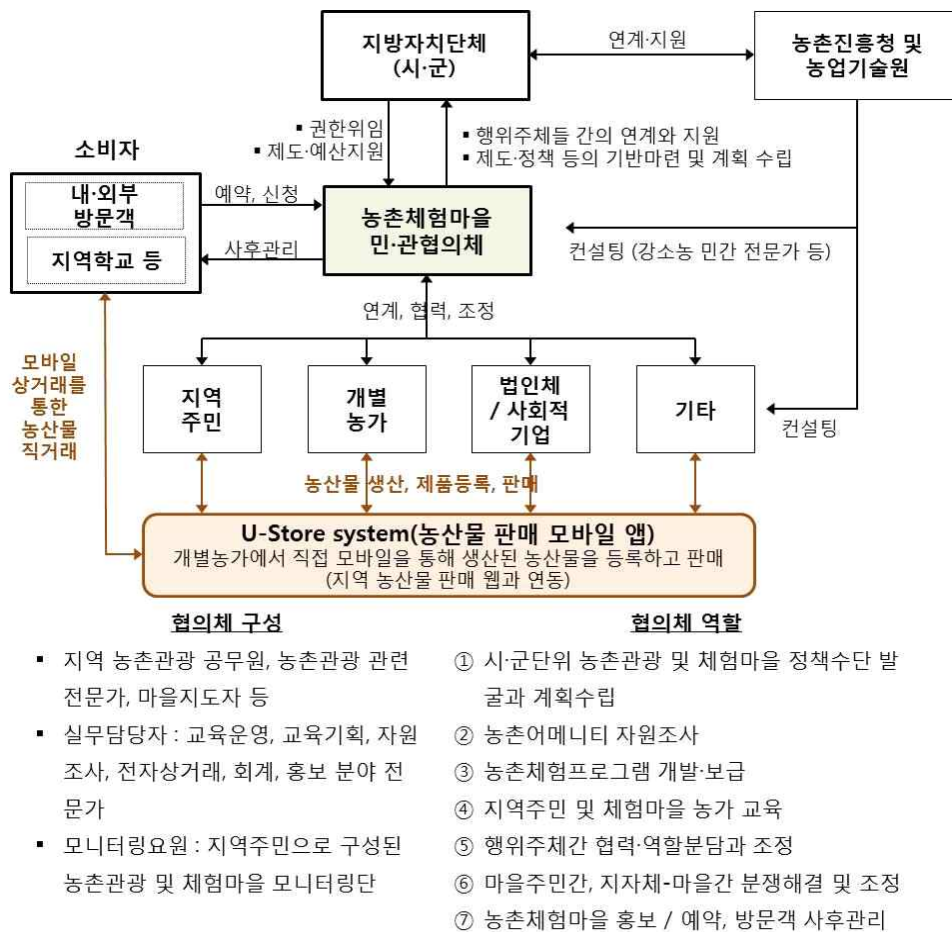 지방자치단체
(시·군)
연계·지원
농촌진흥청 및
농업기술원
▪ 권한위임
▪ 제도·예산지원
▪ 행위주체들 간의 연계와 지원
▪ 제도·정책 등의 기반마련 및 계획 수립
소비자
내·외부
방문객
지역학교 등
예약, 신청
사후관리
농촌체험마을
민·관협의체
컨설팅 (강소농 민간 전문가 등)
연계, 협력, 조정
모바일
상거래를
통한
농산물
직거래
지역
주민
개별
농가
법인체
/ 사회적
기업
기타
컨설팅
농산물 생산, 제품등록, 판매
U-Store system(농산물 판매 모바일 앱)
개별농가에서 직접 모바일을 통해 생산된 농산물을 등록하고 판매
(지역 농산물 판매 웹과 연동)
협의체 구성
▪ 지역 농촌관광 공무원, 농촌관광 관련
전문가, 마을지도자 등
▪ 실무담당자 : 교육운영, 교육기획, 자원
조사, 전자상거래, 회계, 홍보 분야 전
문가
▪ 모니터링요원 : 지역주민으로 구성된
농촌관광 및 체험마을 모니터링단
협의체 역할
① 시·군단위 농촌관광 및 체험마을 정책수단 발
굴과 계획수립
② 농촌어메니티 자원조사
③ 농촌체험프로그램 개발·보급
④ 지역주민 및 체험마을 농가 교육
⑤ 행위주체간 협력·역할분담과 조정
⑥ 마을주민간, 지자체-마을간 분쟁해결 및 조정
⑦ 농촌체험마을 홍보 / 예약, 방문객 사후관리